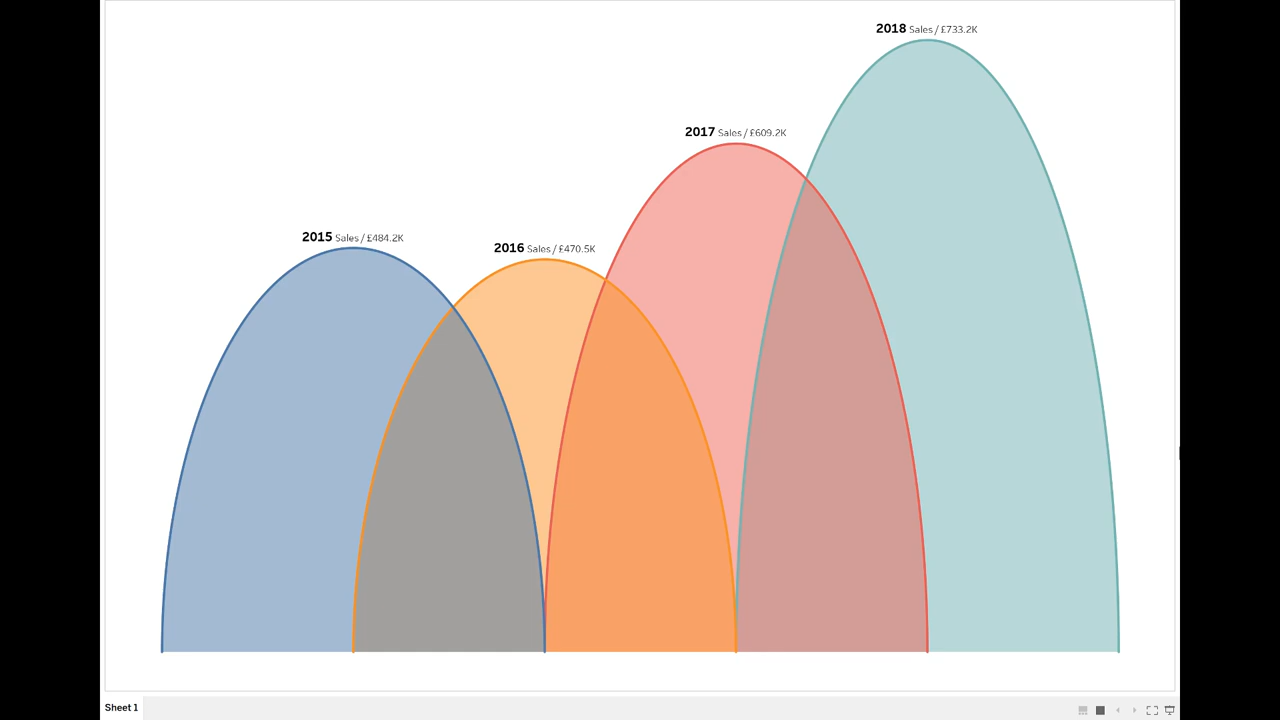 2018 Sales / £733.2K
2017 Sales / £609.2K
2015 Sales / £484.2K
2016 Sales / £470.5K
Sheet 1